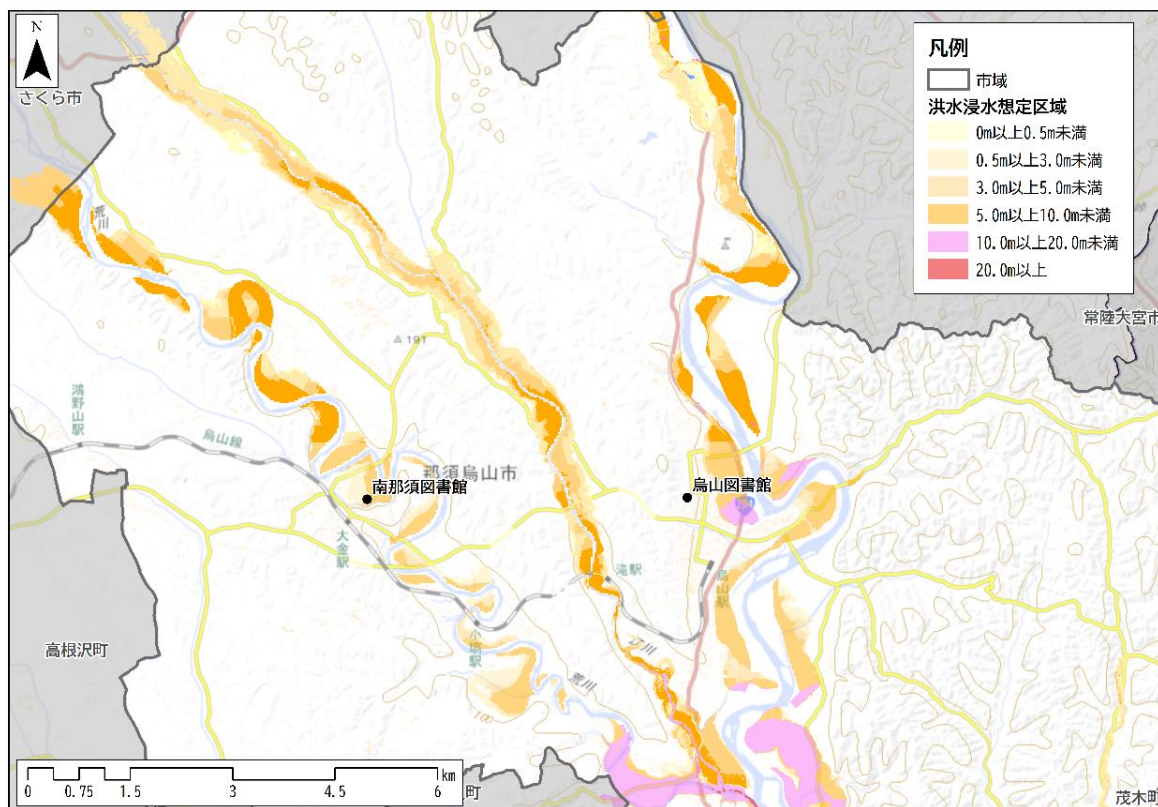 N
さくら市
凡例
市域
洪水浸水想定区域
0m以上0.5m未満
0.5m以上3.0m未満
3.0m以上5.0m未満
5.0m以上10.0m未満
10.0m以上20.0m未満
20.0m以上
荒川
常陸大宮市
191
鴻野山駅
烏山線
那須烏山市
南那須図書館
烏山図書館
大金駅
滝駅
烏山駅
小塙駅
江川
荒川
高根沢町
100
km
0 0.75 1.5 3 4.5 6
町
茂木町